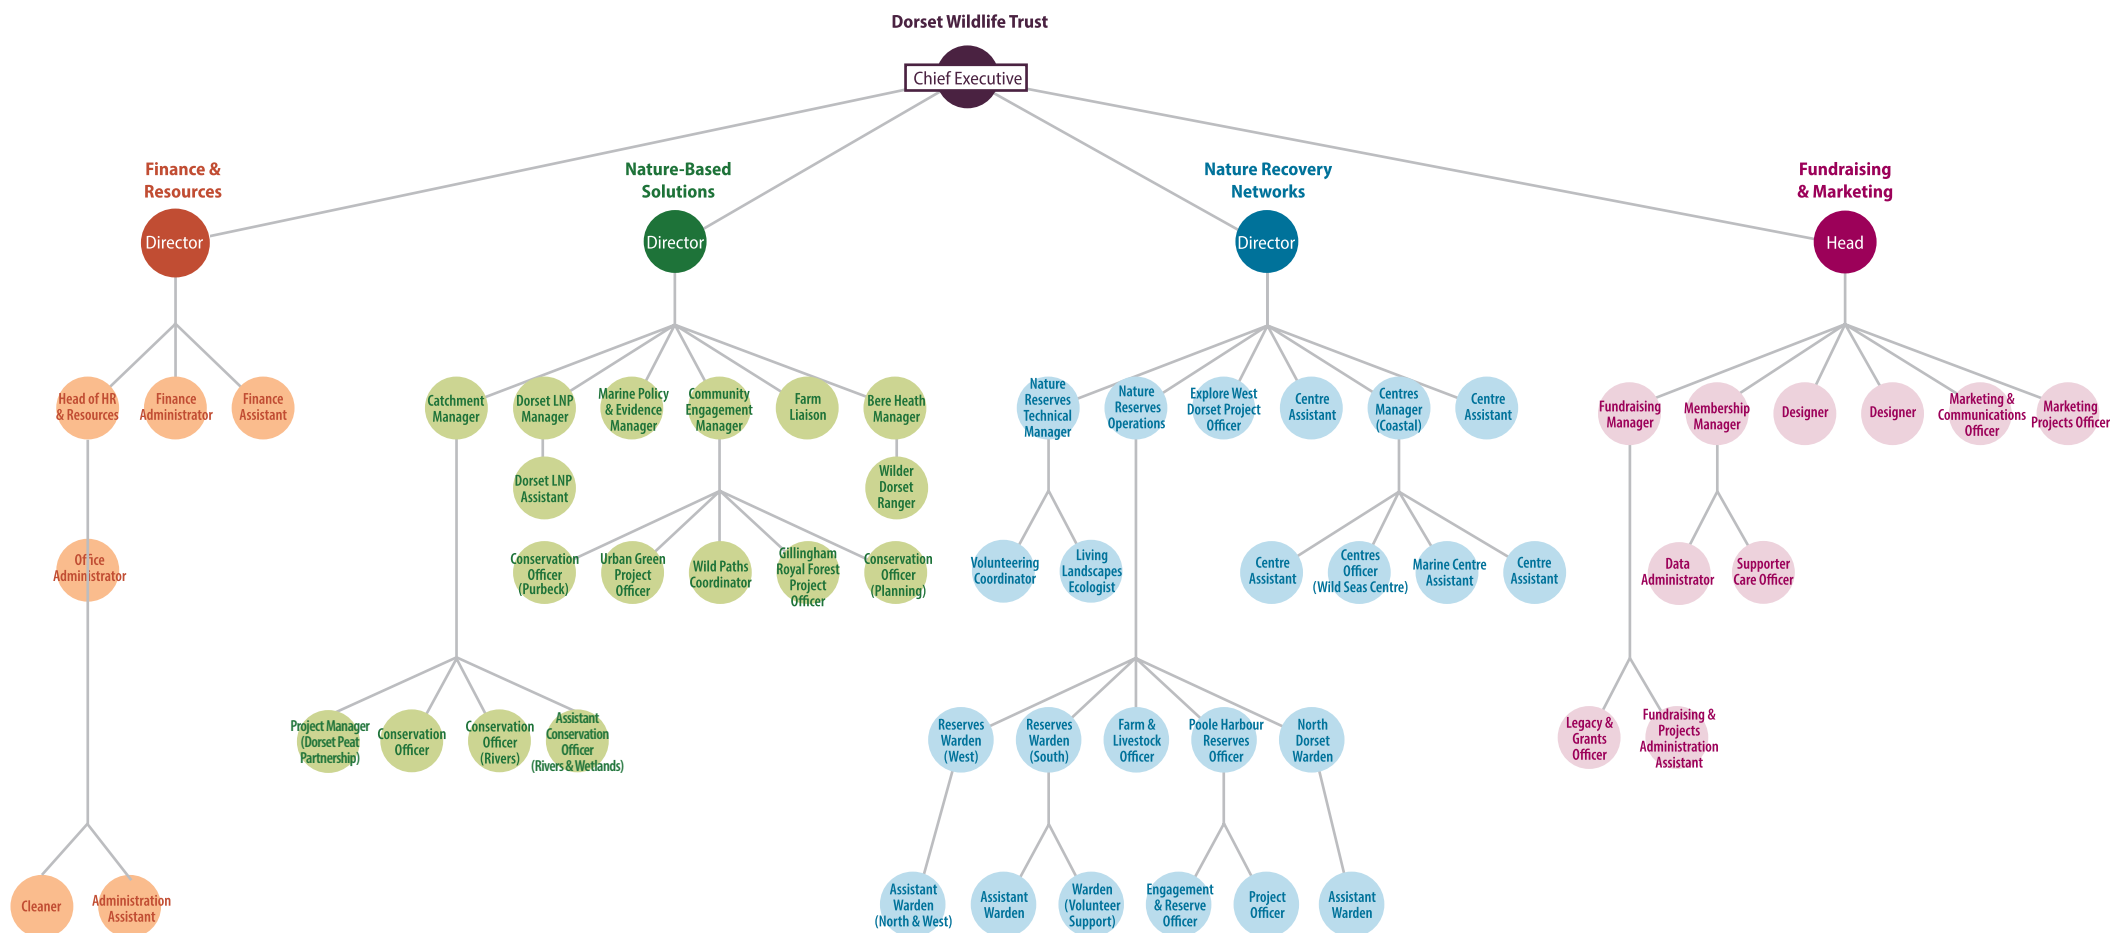 Dorset Wildlife Trust
Chief Executive
Finance &
Resources
Director
Nature-Based
Solutions
Director
Nature Recovery
Networks
Director
Fundraising
& Marketing
Head
Head of HR
& Resources
Finance
Administrator
Finance
Assistant
Catchment
Manager
Dorset LNP
Manager
Marine Policy
& Evidence
Manager
Community
Engagement
Manager
Farm
Liaison
Bere Heath
Manager
Nature
Reserves
Technical
Manager
Nature
Reserves
Operations
Explore West
Dorset Project
Officer
Centre
Assistant
Centres
Manager
(Coastal)
Centre
Assistant
Fundraising
Manager
Membership
Manager
Designer
Designer
Marketing &
Communications
Officer
Marketing
Projects Officer
Dorset LNP
Assistant
Wilder
Dorset
Ranger
Office
Administrator
Conservation
Officer
(Purbeck)
Urban Green
Project
Officer
Wild Paths
Coordinator
Gillingham
Royal Forest
Project
Officer
Conservation
Officer
(Planning)
Volunteering
Coordinator
Living
Landscapes
Ecologist
Centre
Assistant
Centres
Officer
(Wild Seas Centre)
Marine Centre
Assistant
Centre
Assistant
Data
Administrator
Supporter
Care Officer
Project Manager
(Dorset Peat
Partnership)
Conservation
Officer
Conservation
Officer
(Rivers)
Assistant
Conservation
Officer
(Rivers & Wetlands)
Reserves
Warden
(West)
Reserves
Warden
(South)
Farm &
Livestock
Officer
Poole Harbour
Reserves
Officer
North
Dorset
Warden
Legacy &
Grants
Officer
Fundraising &
Projects
Administration
Assistant
Cleaner
Administration
Assistant
Assistant
Warden
(North & West)
Assistant
Warden
Warden
(Volunteer
Support)
Engagement
& Reserve
Officer
Project
Officer
Assistant
Warden